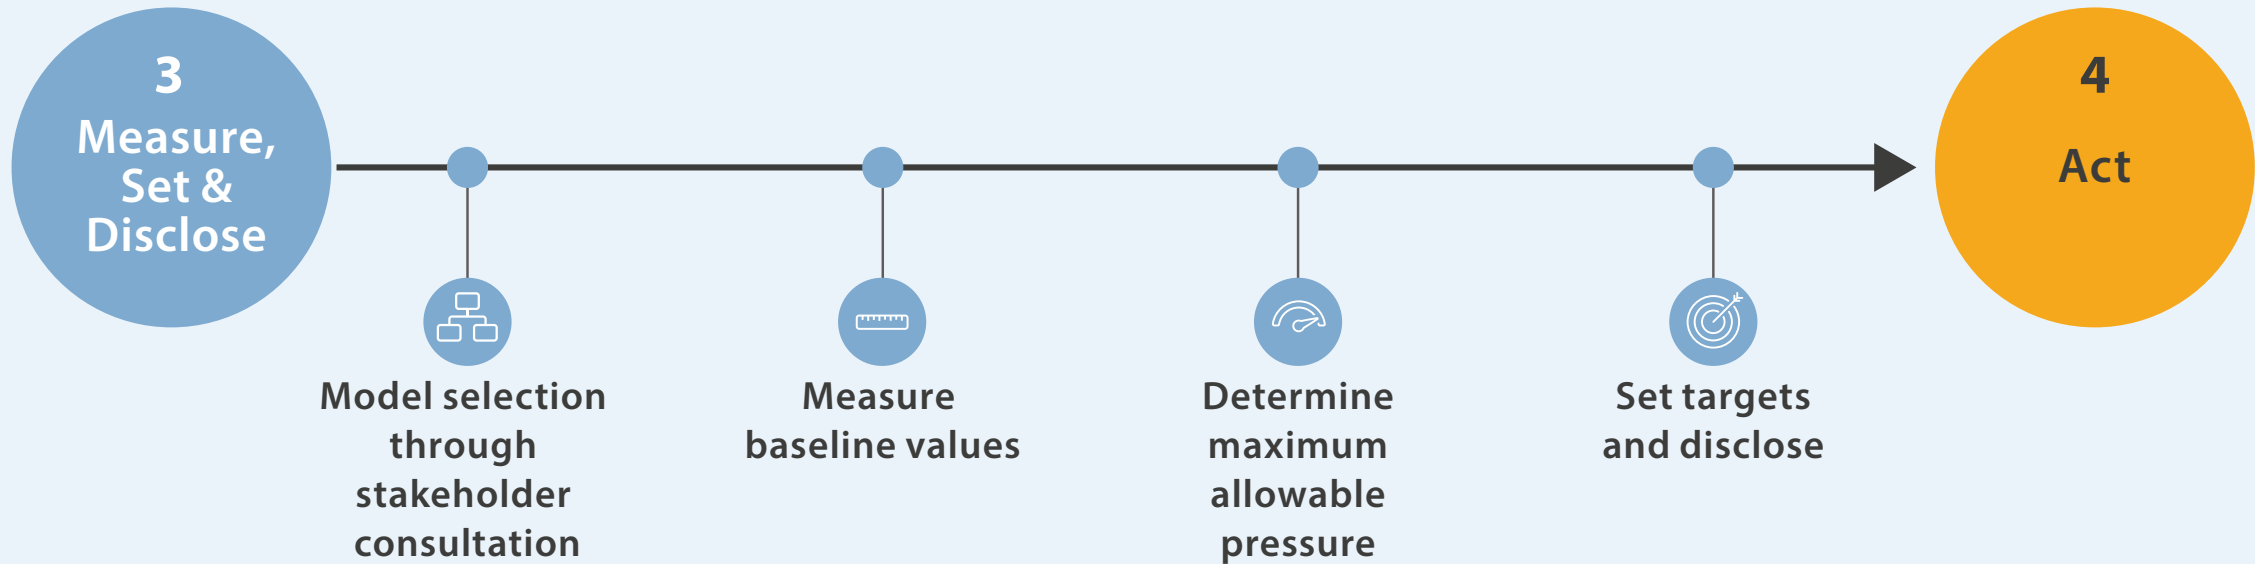 3
Measure,
Set &
Disclose
Model selection
through
stakeholder
consultation
Measure
baseline values
Determine
maximum
allowable
pressure
Set targets
and disclose
4
Act